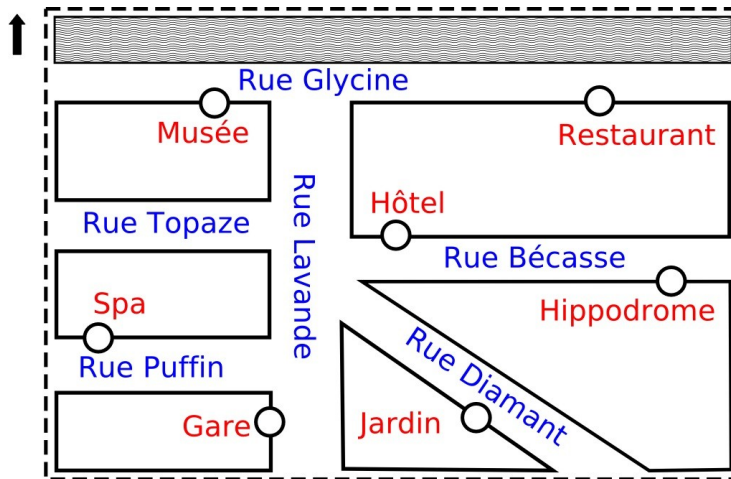 Rue Glycine
Musée
Restaurant
Rue Lavande
Hôtel
Rue Topaze
Rue Bécasse
Spa
Hippodrome
Rue Puffin
Rue Diamant
Gare
Jardin